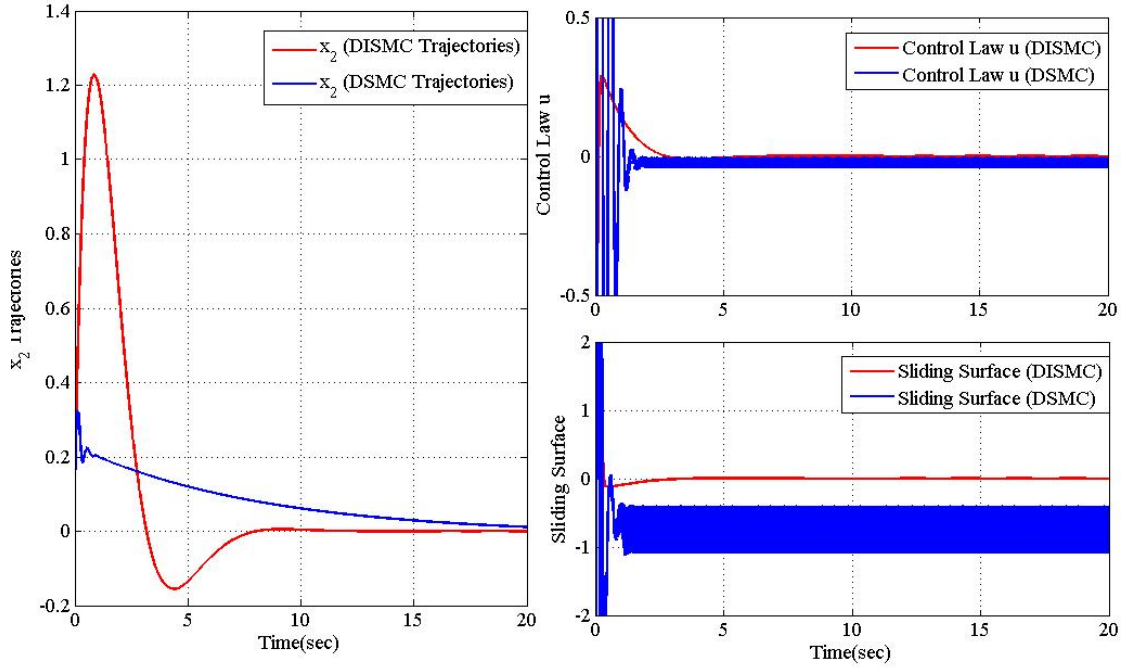 1.4
1.2
1
0.8
0.6
0.4
0.2
0
-0.2
0
5
10
15
20
Time(sec)
x2 Trajectories
x2 (DISMC Trajectories)
x2 (DSMC Trajectories)
0.5
0
-0.5
0
5
10
15
20
Control Law u
Control Law u (DISMC)
Control Law u (DSMC)
2
1
0
-1
-2
0
5
10
15
20
Time(sec)
Sliding Surface
Sliding Surface (DISMC)
Sliding Surface (DSMC)